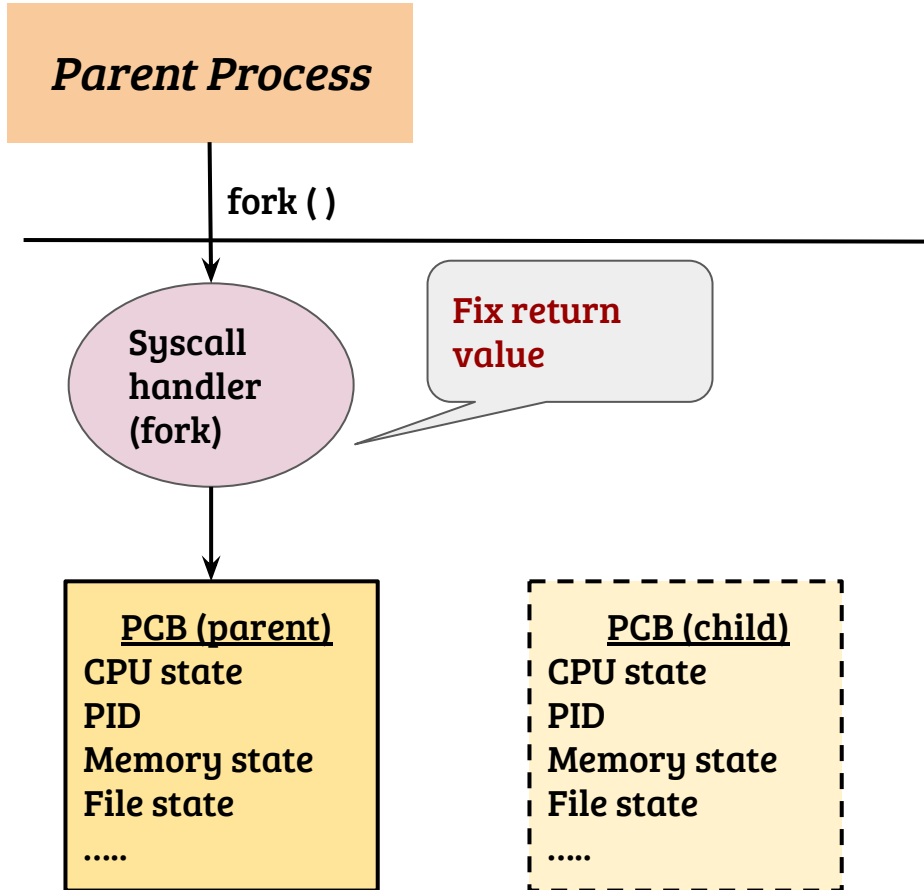 Parent Process
fork ( )
Fix return
value
Syscall
handler
(fork)
PCB (parent)
CPU state
PID
Memory state
File state
.....
PCB (child)
CPU state
PID
Memory state
File state
.....